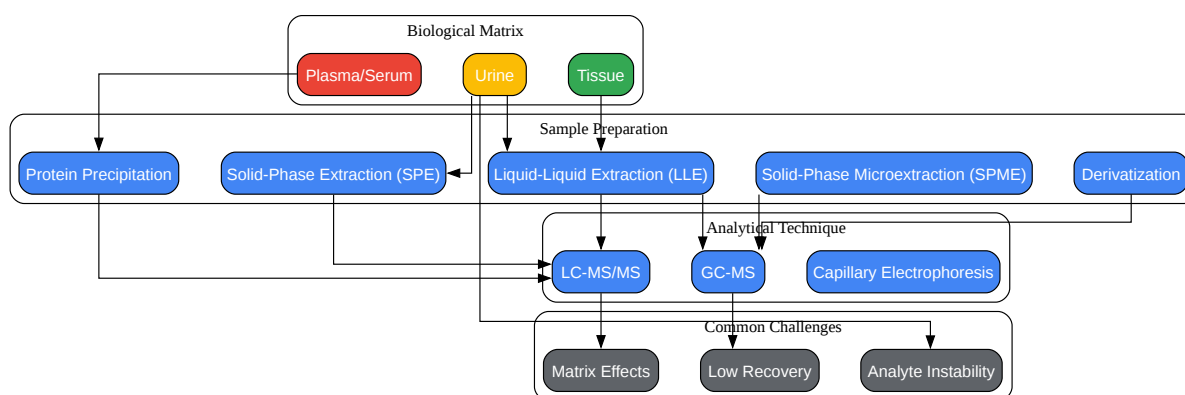 Biological Matrix
Plasma/Serum
Urine
Tissue
Sample Preparation
Protein Precipitation
Solid-Phase Extraction (SPE)
Liquid-Liquid Extraction (LLE)
Solid-Phase Microextraction (SPME)
Derivatization
Analytical Technique
LC-MS/MS
GC-MS
Capillary Electrophoresis
Common Challenges
Matrix Effects
Low Recovery
Analyte Instability